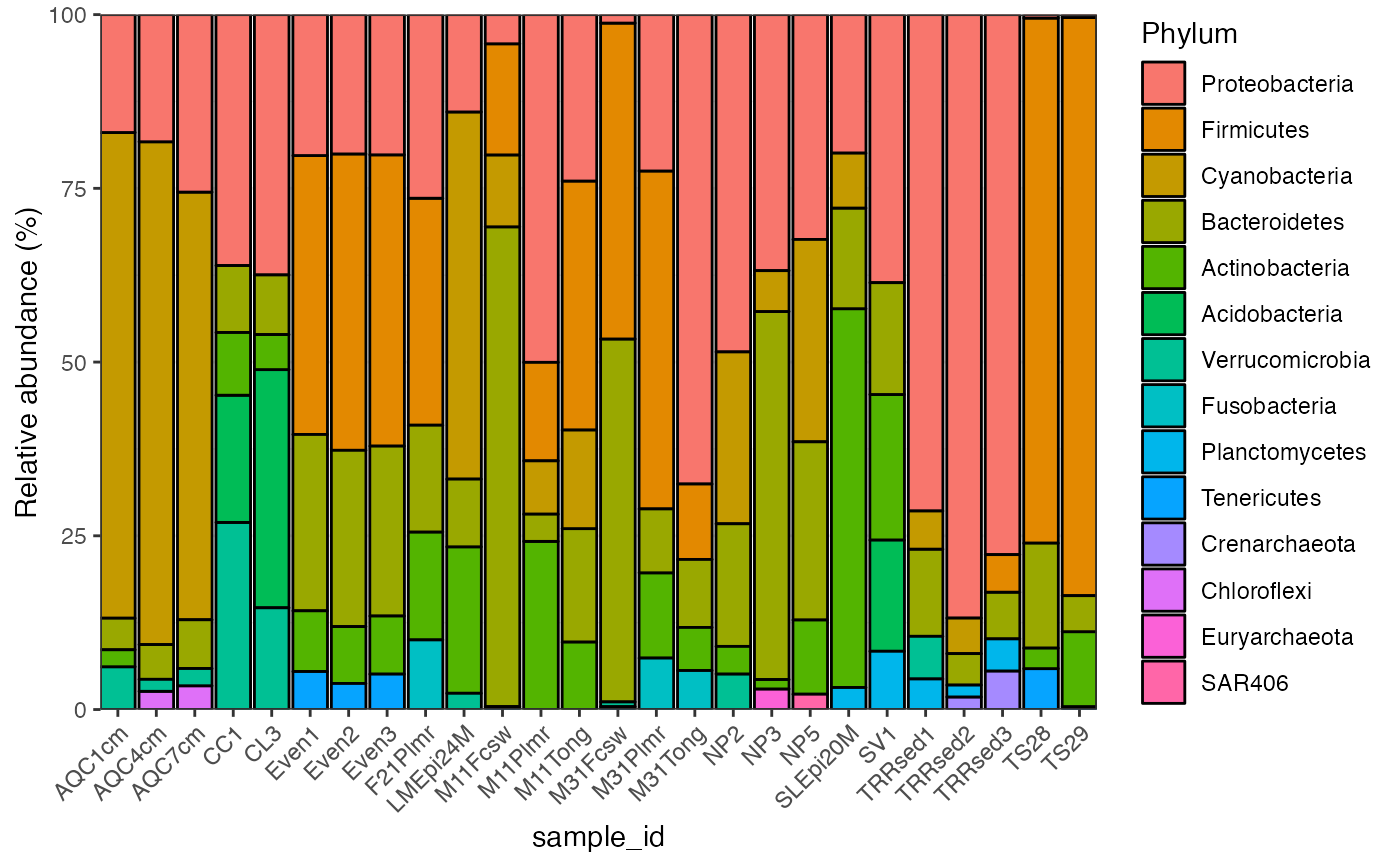 100
75
50
25
0
Relative abundance (%)
AQC1cm
AQC4cm
AQC7cm
CC1
CL3
Even1
Even2
Even3
F21Plmr
LMEpi24M
M11Fcsw
M11Plmr
M11Tong
M31Fcsw
M31Plmr
M31Tong
NP2
NP3
NP5
SLEpi20M
SV1
TRRsed1
TRRsed2
TRRsed3
TS28
TS29
sample_id
Phylum
Proteobacteria
Firmicutes
Cyanobacteria
Bacteroidetes
Actinobacteria
Acidobacteria
Verrucomicrobia
Fusobacteria
Planctomycetes
Tenericutes
Crenarchaeota
Chloroflexi
Euryarchaeota
SAR406